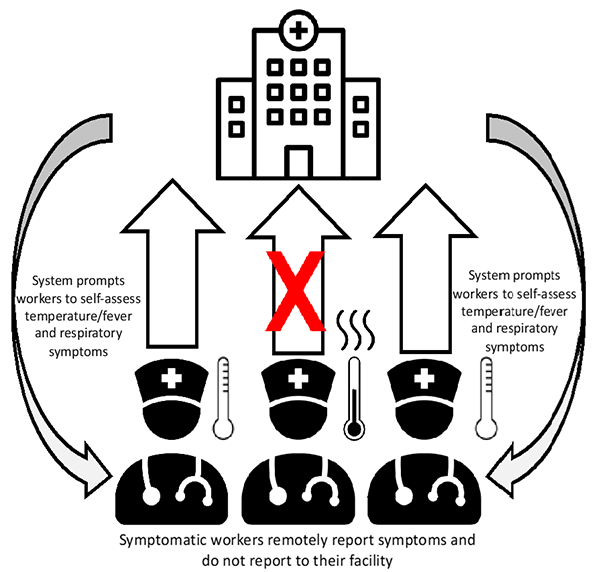 System prompts
workers to self-assess
temperature/fever
and respiratory
symptoms
System prompts
workers to self-assess
temperature/fever
and respiratory
symptoms
X
Symptomatic workers remotely report symptoms and
do not report to their facility